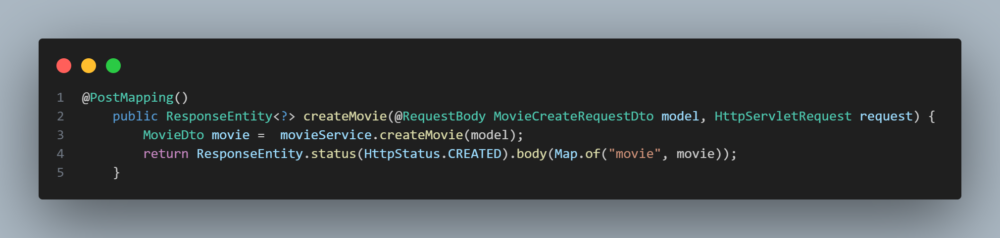 1 @PostMapping()
2     public ResponseEntity<?> createMovie(@RequestBody MovieCreateRequestDto model, HttpServletRequest request) {
3         MovieDto movie =  movieService.createMovie(model);
4         return ResponseEntity.status(HttpStatus.CREATED).body(Map.of("movie", movie));
5     }